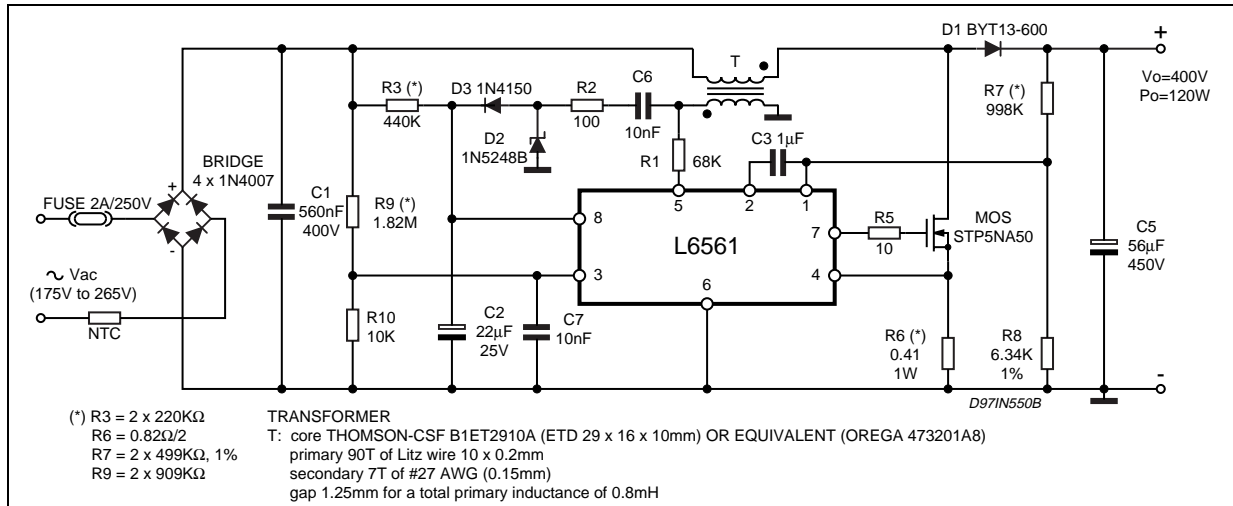 D1 BYT13-600
+
Vo=400V
Po=120W
T
C6
10nF
R2
100
D3 1N4150
R3 (*)
440K
D2
1N5248B
R7 (*)
998K
C3 1μF
R1
68K
BRIDGE
4 x 1N4007
+
-
FUSE 2A/250V
C1
560nF
400V
R9 (*)
1.82M
5
2
1
8
3
7
4
6
L6561
R5
10
MOS
STP5NA50
C5
56μF
450V
~ Vac
(175V to 265V)
NTC
R10
10K
C2
22μF
25V
C7
10nF
R6 (*)
0.41
1W
R8
6.34K
1%
-
D97IN550B
(*) R3 = 2 x 220KΩ
R6 = 0.82Ω/2
R7 = 2 x 499KΩ, 1%
R9 = 2 x 909KΩ
TRANSFORMER
T: core THOMSON-CSF B1ET2910A (ETD 29 x 16 x 10mm) OR EQUIVALENT (OREGA 473201A8)
primary 90T of Litz wire 10 x 0.2mm
secondary 7T of #27 AWG (0.15mm)
gap 1.25mm for a total primary inductance of 0.8mH